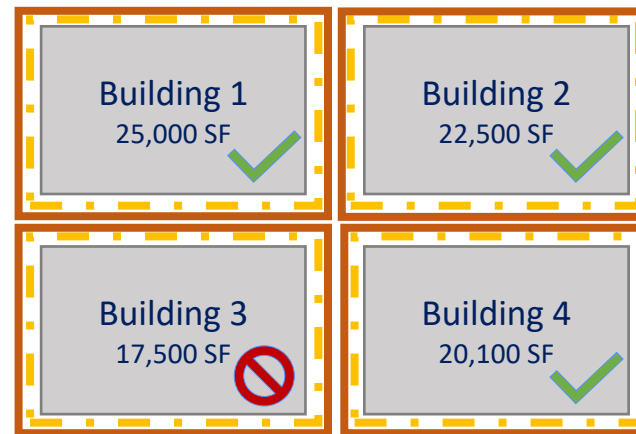 Building 1
25,000 SF
Building 2
22,500 SF
Building 3
17,500 SF
Building 4
20,100 SF